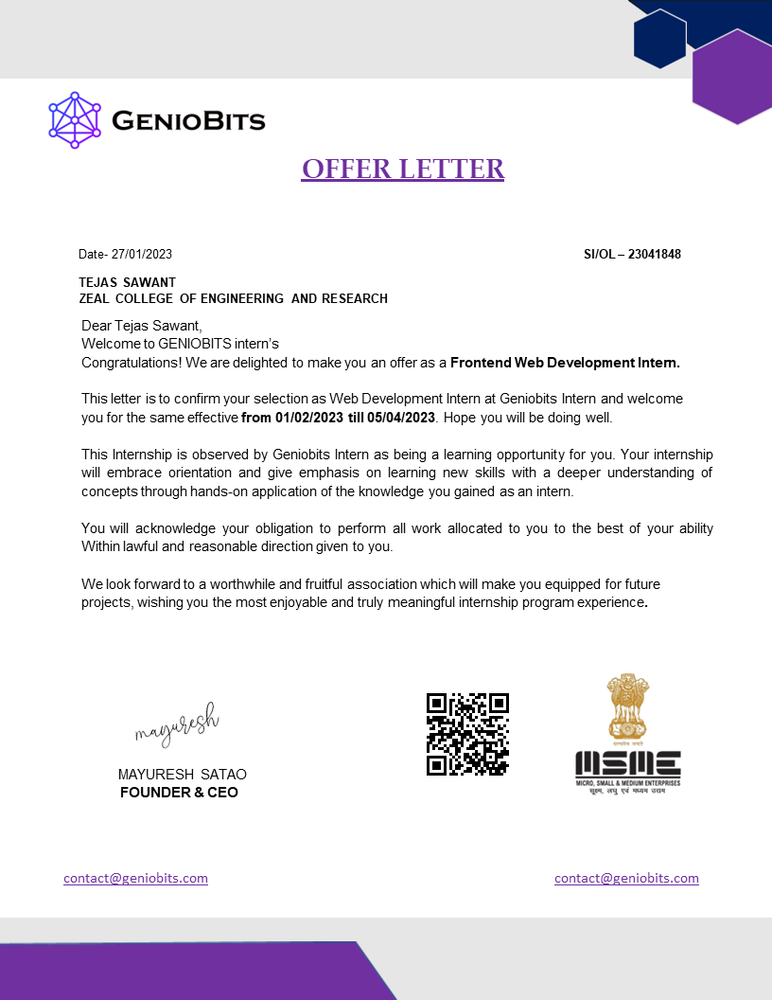 GENIOBITS
OFFER LETTER
Date- 27/01/2023 SI/OL – 23041848
TEJAS SAWANT
ZEAL COLLEGE OF ENGINEERING AND RESEARCH
Dear Tejas Sawant,
Welcome to GENIOBITS intern's
Congratulations! We are delighted to make you an offer as a Frontend Web Development Intern.
This letter is to confirm your selection as Web Development Intern at Geniobits Intern and welcome
you for the same effective from 01/02/2023 till 05/04/2023. Hope you will be doing well.
This Internship is observed by Geniobits Intern as being a learning opportunity for you. Your internship
will embrace orientation and give emphasis on learning new skills with a deeper understanding of
concepts through hands-on application of the knowledge you gained as an intern.
You will acknowledge your obligation to perform all work allocated to you to the best of your ability
Within lawful and reasonable direction given to you.
We look forward to a worthwhile and fruitful association which will make you equipped for future
projects, wishing you the most enjoyable and truly meaningful internship program experience.
mayuresh
MAYURESH SATAO
FOUNDER & CEO
सत्यमेव जयते
MSME
MICRO, SMALL & MEDIUM ENTERPRISES
सूक्ष्म, लघु एवं मध्यम उद्यम
contact@geniobits.com contact@geniobits.com